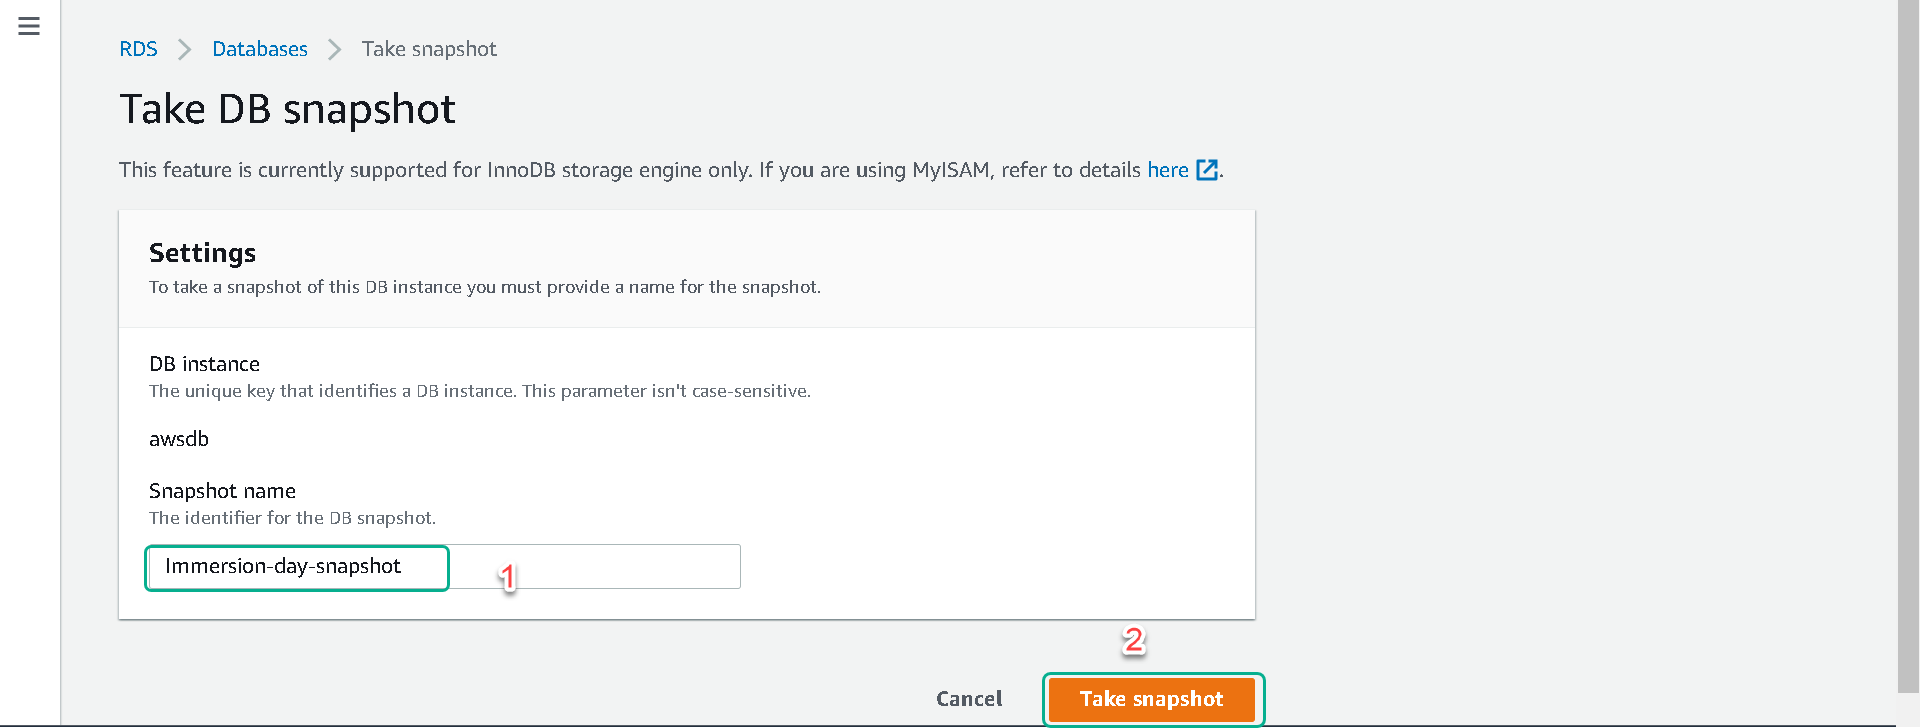 RDS > Databases > Take snapshot
Take DB snapshot
This feature is currently supported for InnoDB storage engine only. If you are using MyISAM, refer to details here.
Settings
To take a snapshot of this DB instance you must provide a name for the snapshot.
DB instance
The unique key that identifies a DB instance. This parameter isn't case-sensitive.
awsdb
Snapshot name
The identifier for the DB snapshot.
Immersion-day-snapshot 1
2
Cancel Take snapshot